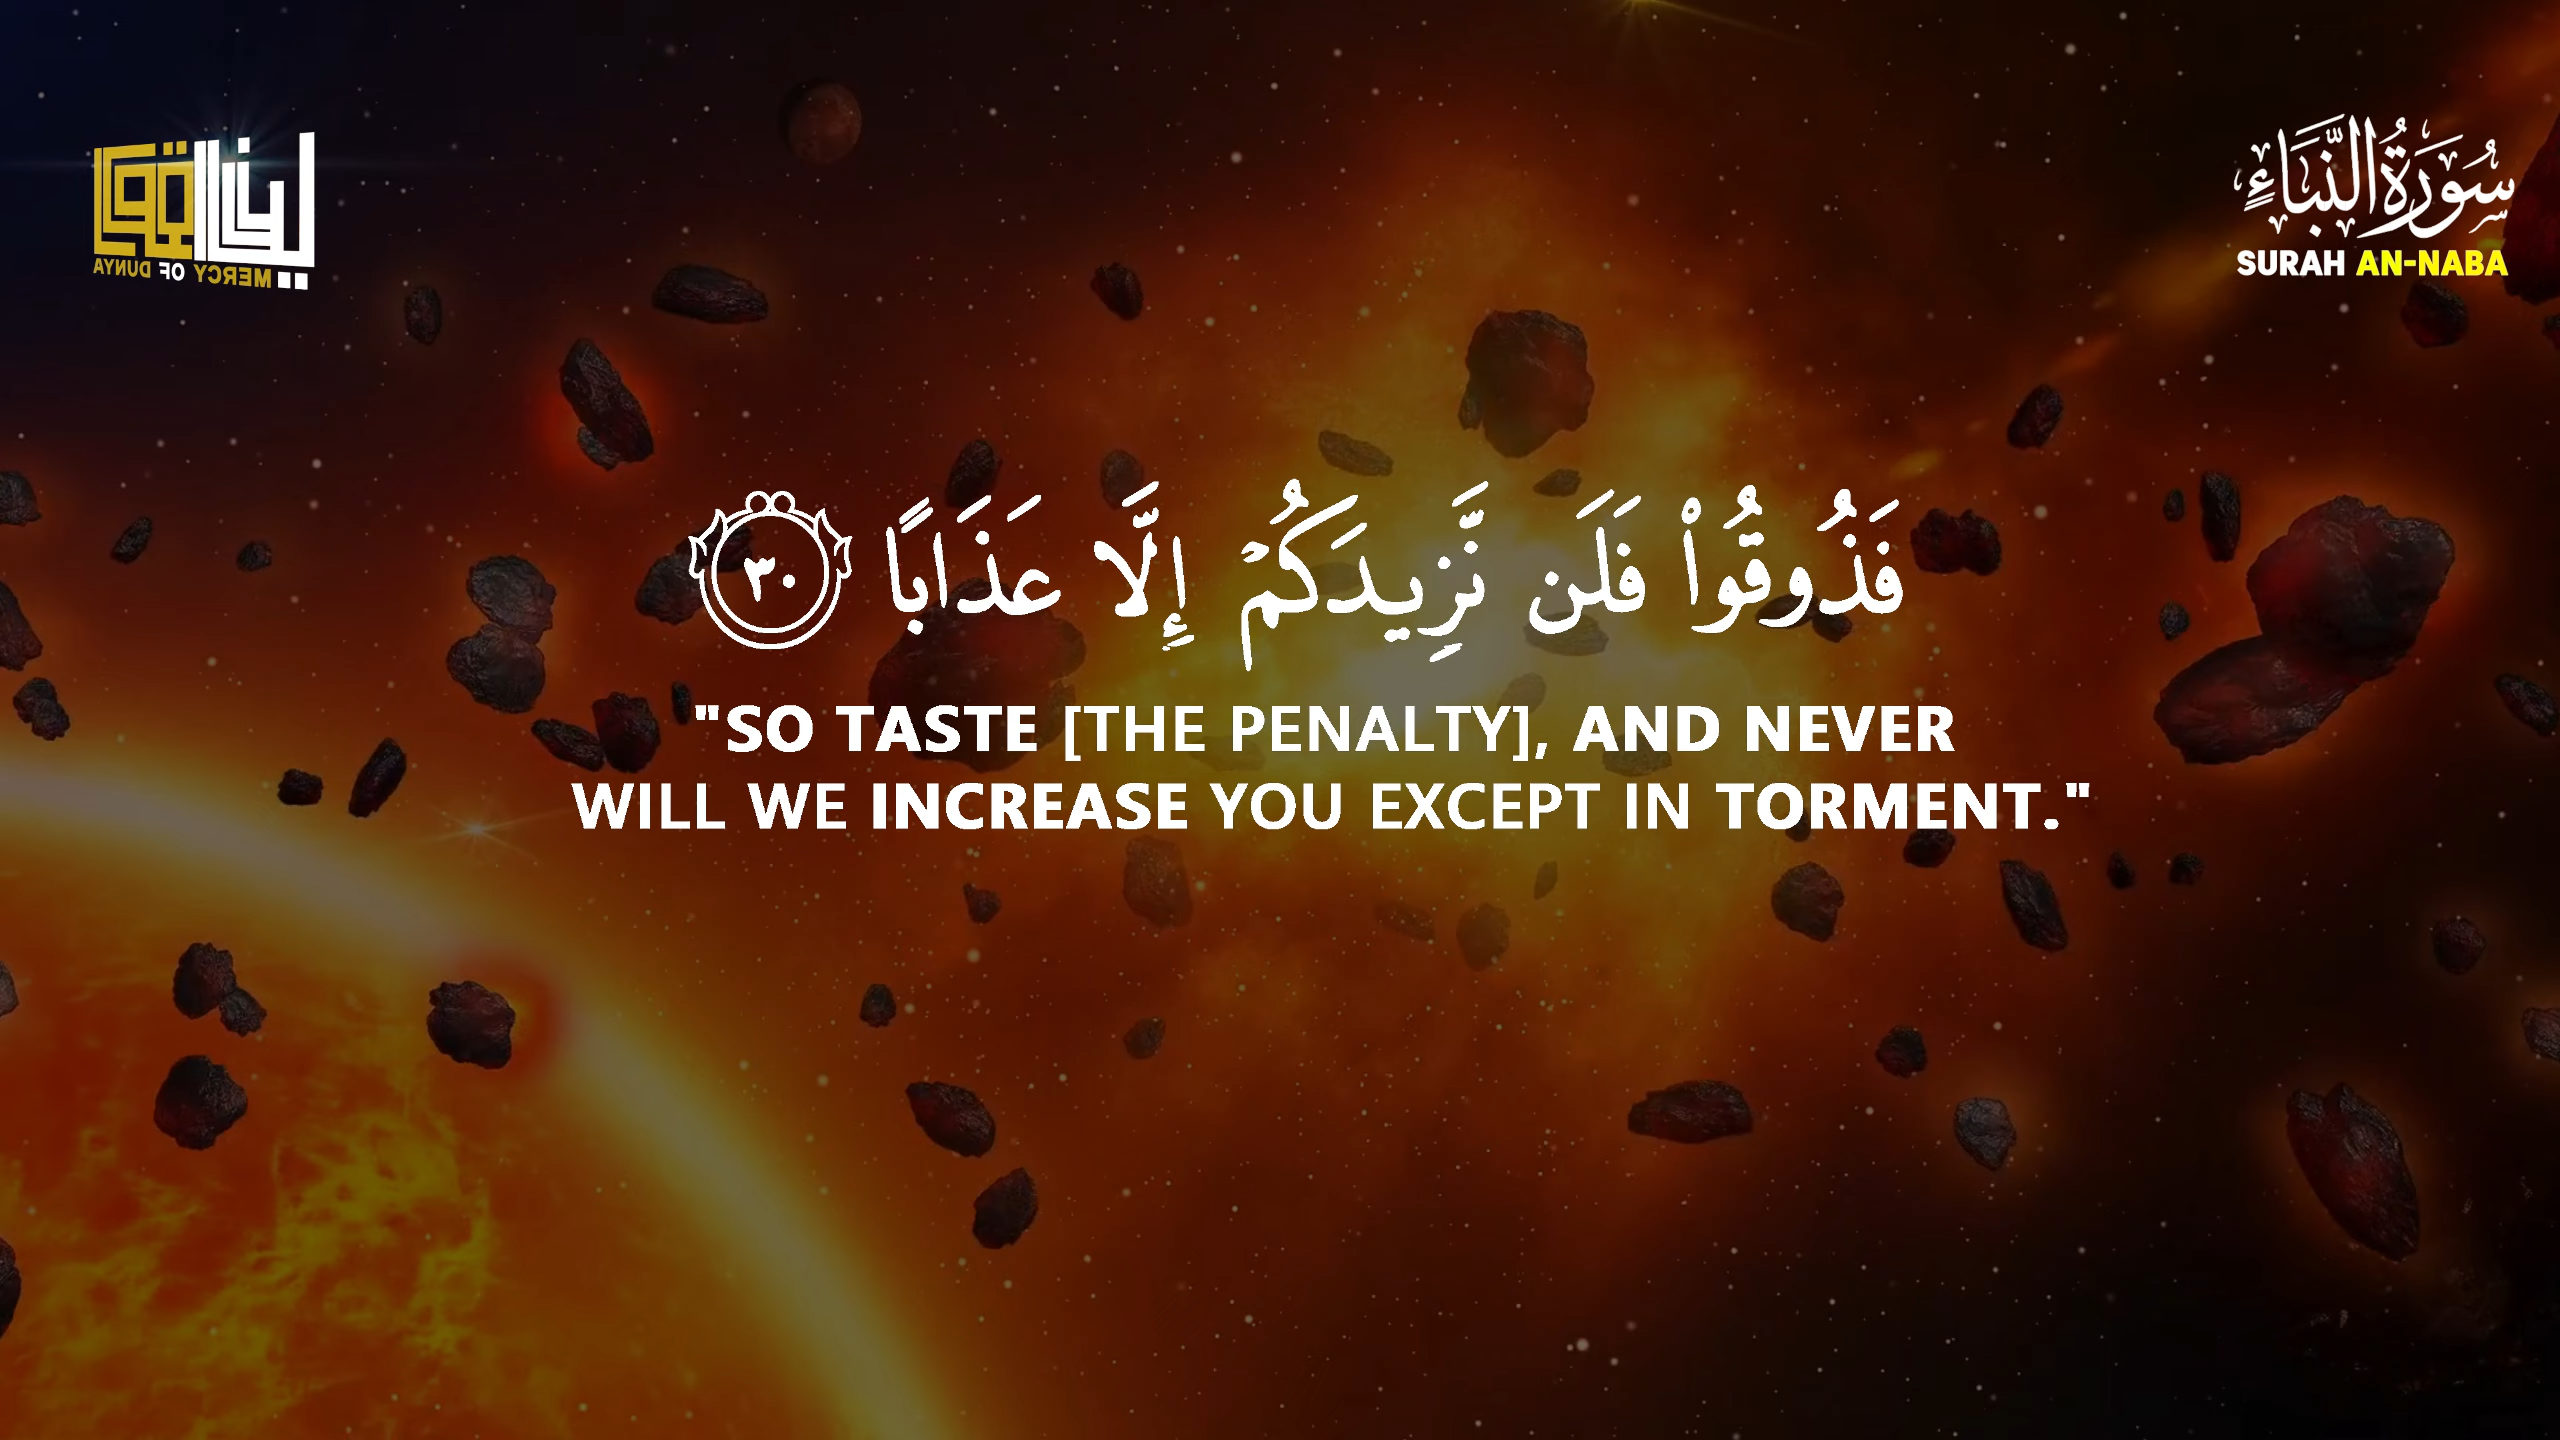 MERCY OF DUNYA
سُورَةُ النَّبَاءِ
SURAH AN-NABA
فَذُوقُوا۟ فَلَن نَّزِيدَكُمْ إِلَّا عَذَابًا ٣٠
"SO TASTE [THE PENALTY], AND NEVER
WILL WE INCREASE YOU EXCEPT IN TORMENT."